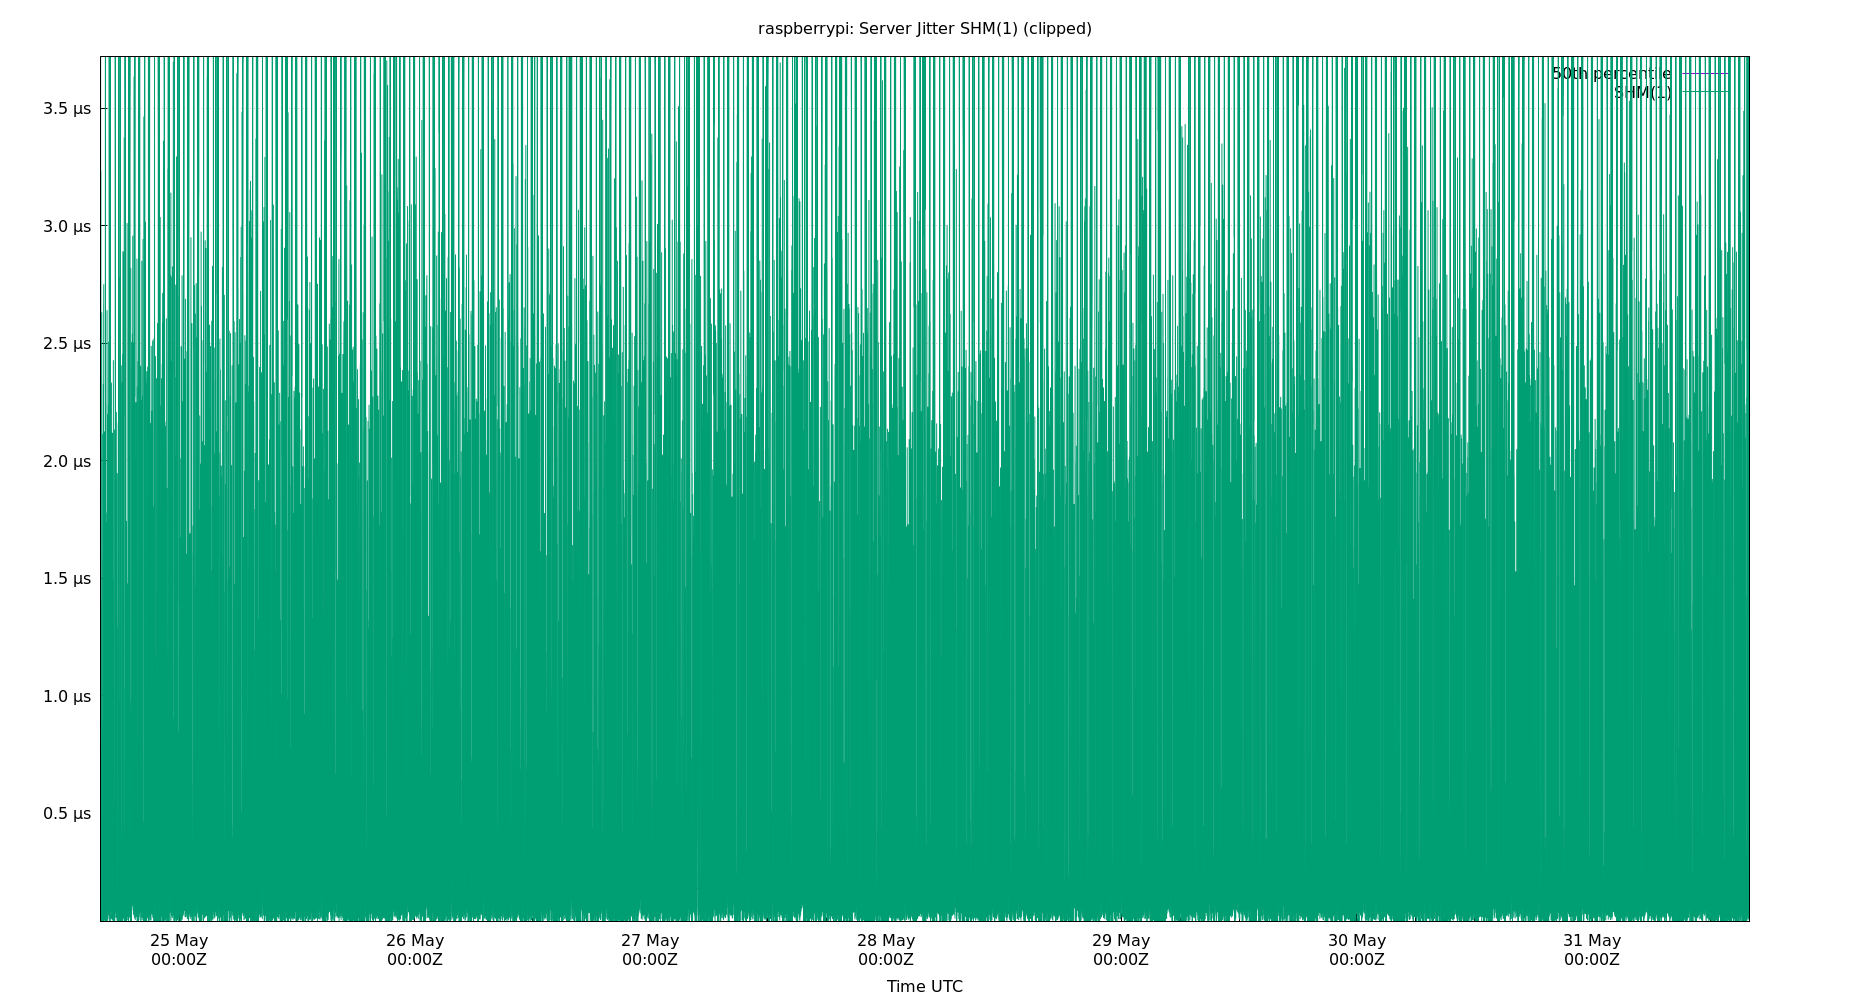 raspberrypi: Server Jitter SHM(1) (clipped)
50th percentile
SHM(1)
3.5 µs
3.0 µs
2.5 µs
2.0 µs
1.5 µs
1.0 µs
0.5 µs
25 May 26 May 27 May 28 May 29 May 30 May 31 May
00:00Z 00:00Z 00:00Z 00:00Z 00:00Z 00:00Z 00:00Z
Time UTC